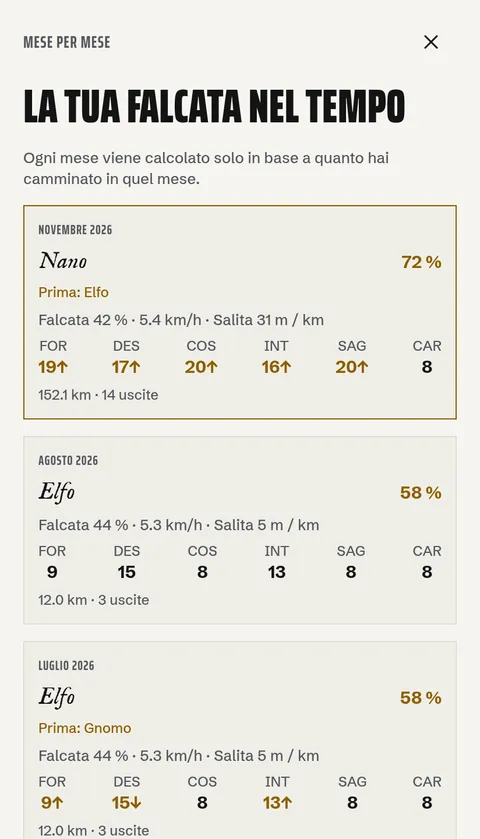 MESE PER MESE
LA TUA FALCATA NEL TEMPO
Ogni mese viene calcolato solo in base a quanto hai
camminato in quel mese.
NOVEMBRE 2026
Nano 72 %
Prima: Elfo
Falcata 42 % · 5.4 km/h · Salita 31 m / km
FOR DES COS INT SAG CAR
19↑ 17↑ 20↑ 16↑ 20↑ 8
152.1 km · 14 uscite
AGOSTO 2026
Elfo 58 %
Falcata 44 % · 5.3 km/h · Salita 5 m / km
FOR DES COS INT SAG CAR
9 15 8 13 8 8
12.0 km · 3 uscite
LUGLIO 2026
Elfo 58 %
Prima: Gnomo
Falcata 44 % · 5.3 km/h · Salita 5 m / km
FOR DES COS INT SAG CAR
9↑ 15↓ 8 13↑ 8 8
12.0 km · 3 uscite